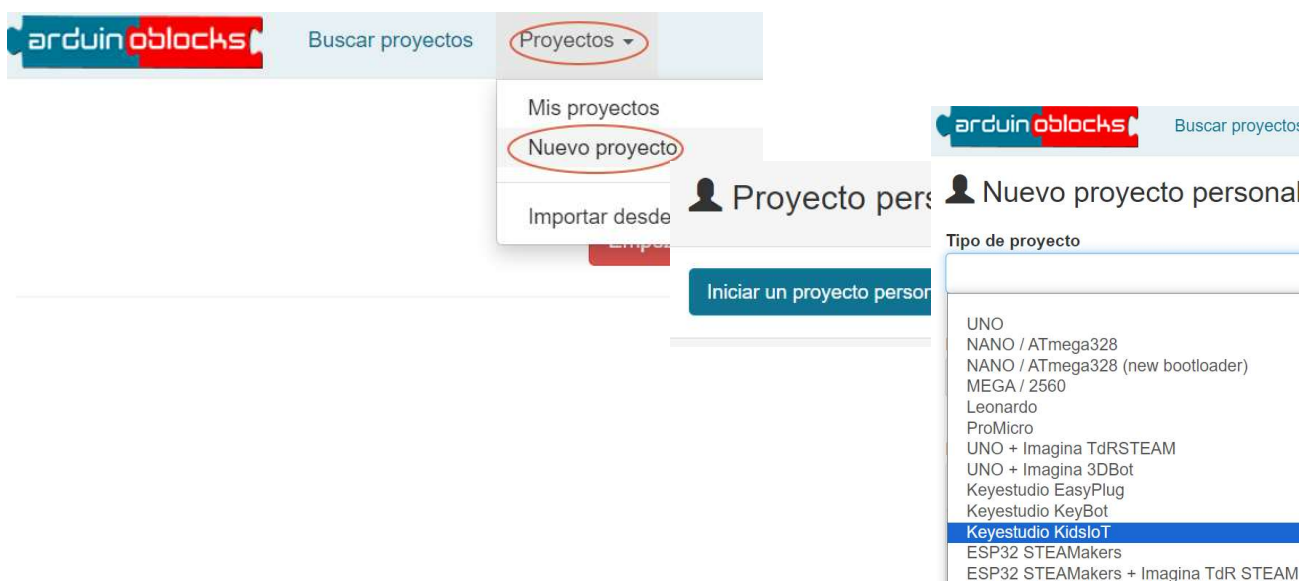 arduinoblocks
Buscar proyectos
Proyectos
Mis proyectos
Nuevo proyecto
Importar desde
Proyecto pers
Iniciar un proyecto person
arduinoblocks
Buscar proyectos
Nuevo proyecto personal
Tipo de proyecto
UNO
NANO / ATmega328
NANO / ATmega328 (new bootloader)
MEGA / 2560
Leonardo
ProMicro
UNO + Imagina TdRSTEAM
UNO + Imagina 3DBot
Keyestudio EasyPlug
Keyestudio KeyBot
Keyestudio KidsIoT
ESP32 STEAMakers
ESP32 STEAMakers + Imagina TdR STEAM